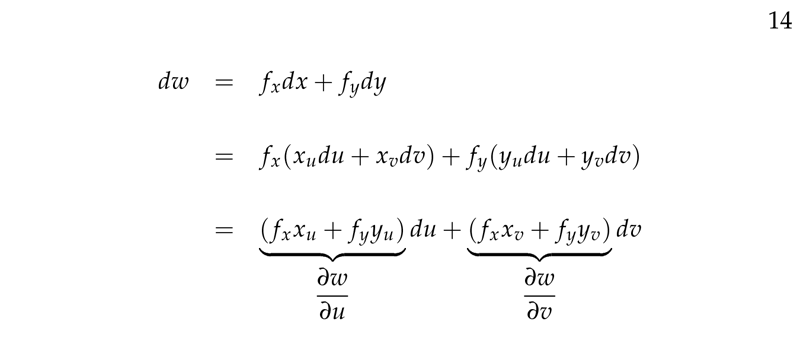 14
dw = f_x dx + f_y dy
= f_x(x_u du + x_v dv) + f_y(y_u du + y_v dv)
= (f_x x_u + f_y y_u) du + (f_x x_v + f_y y_v) dv
∂w/∂u ∂w/∂v